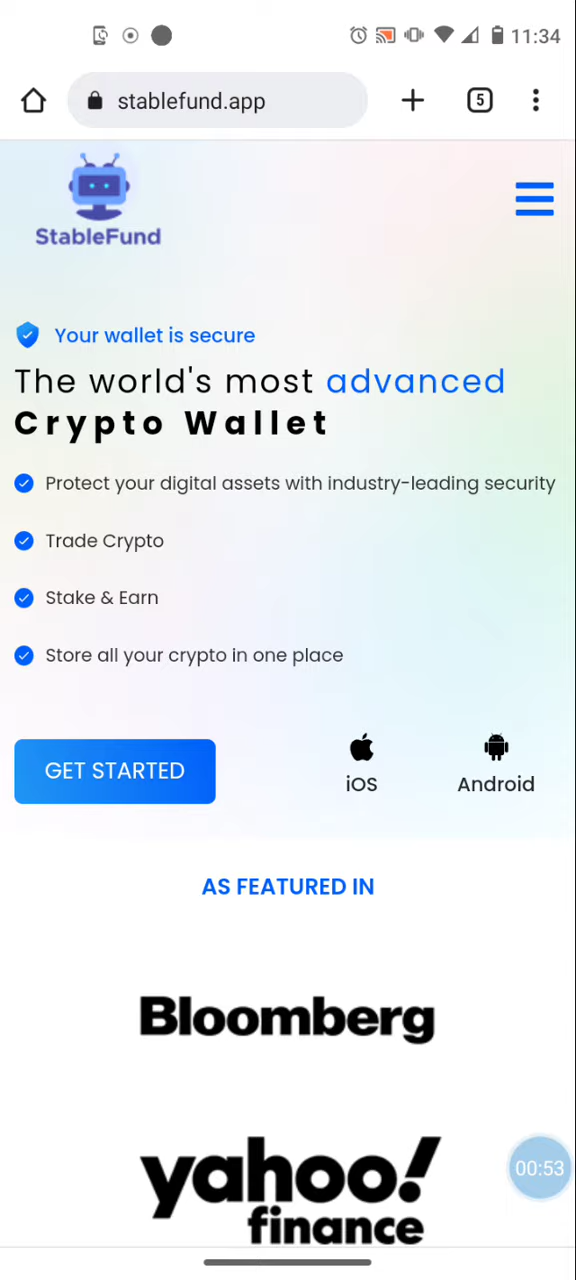 11:34
stablefund.app
5
StableFund
Your wallet is secure
The world's most advanced
Crypto Wallet
Protect your digital assets with industry-leading security
Trade Crypto
Stake & Earn
Store all your crypto in one place
GET STARTED
iOS
Android
AS FEATURED IN
Bloomberg
yahoo!
finance
00:53